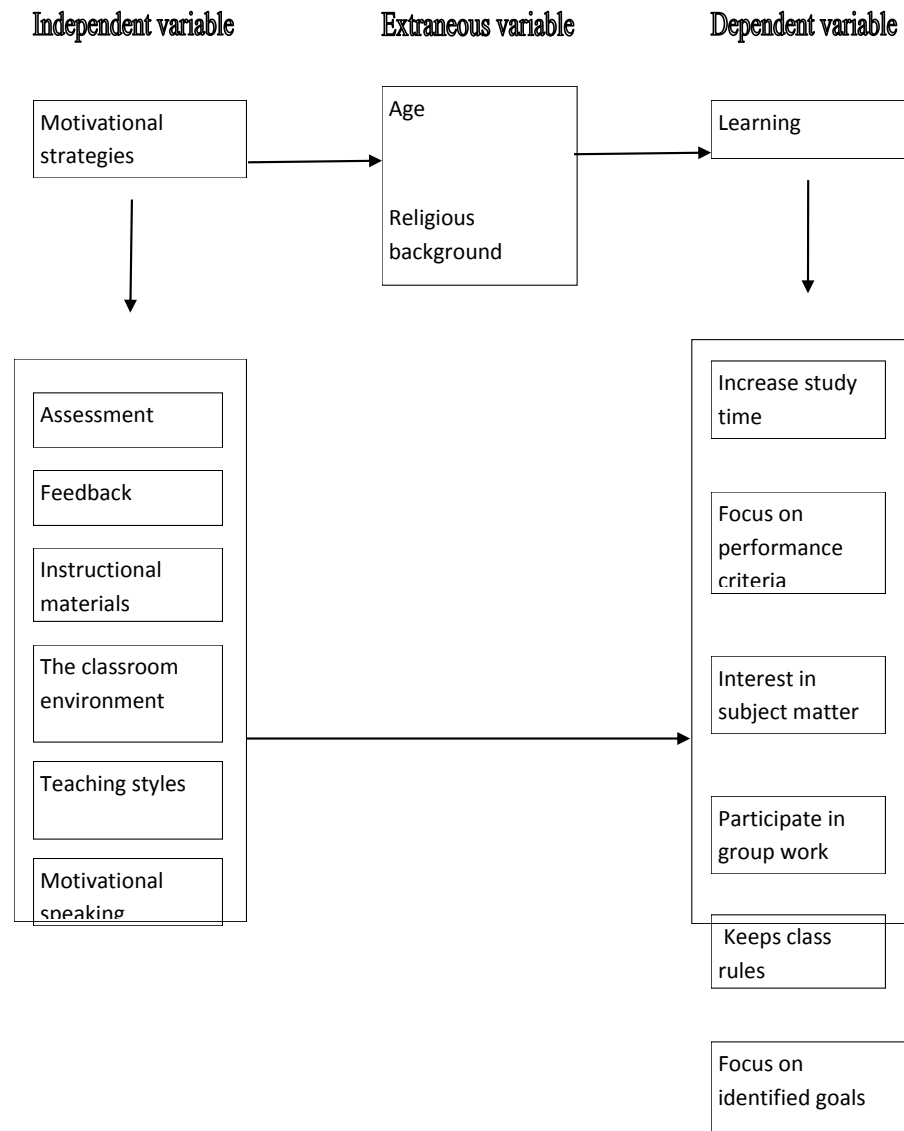 Independent variable
Extraneous variable
Dependent variable
Motivational
strategies
Age
Religious
background
Learning
Assessment
Feedback
Instructional
materials
The classroom
environment
Teaching styles
Motivational
speaking
Increase study
time
Focus on
performance
criteria
Interest in
subject matter
Participate in
group work
Keeps class
rules
Focus on
identified goals